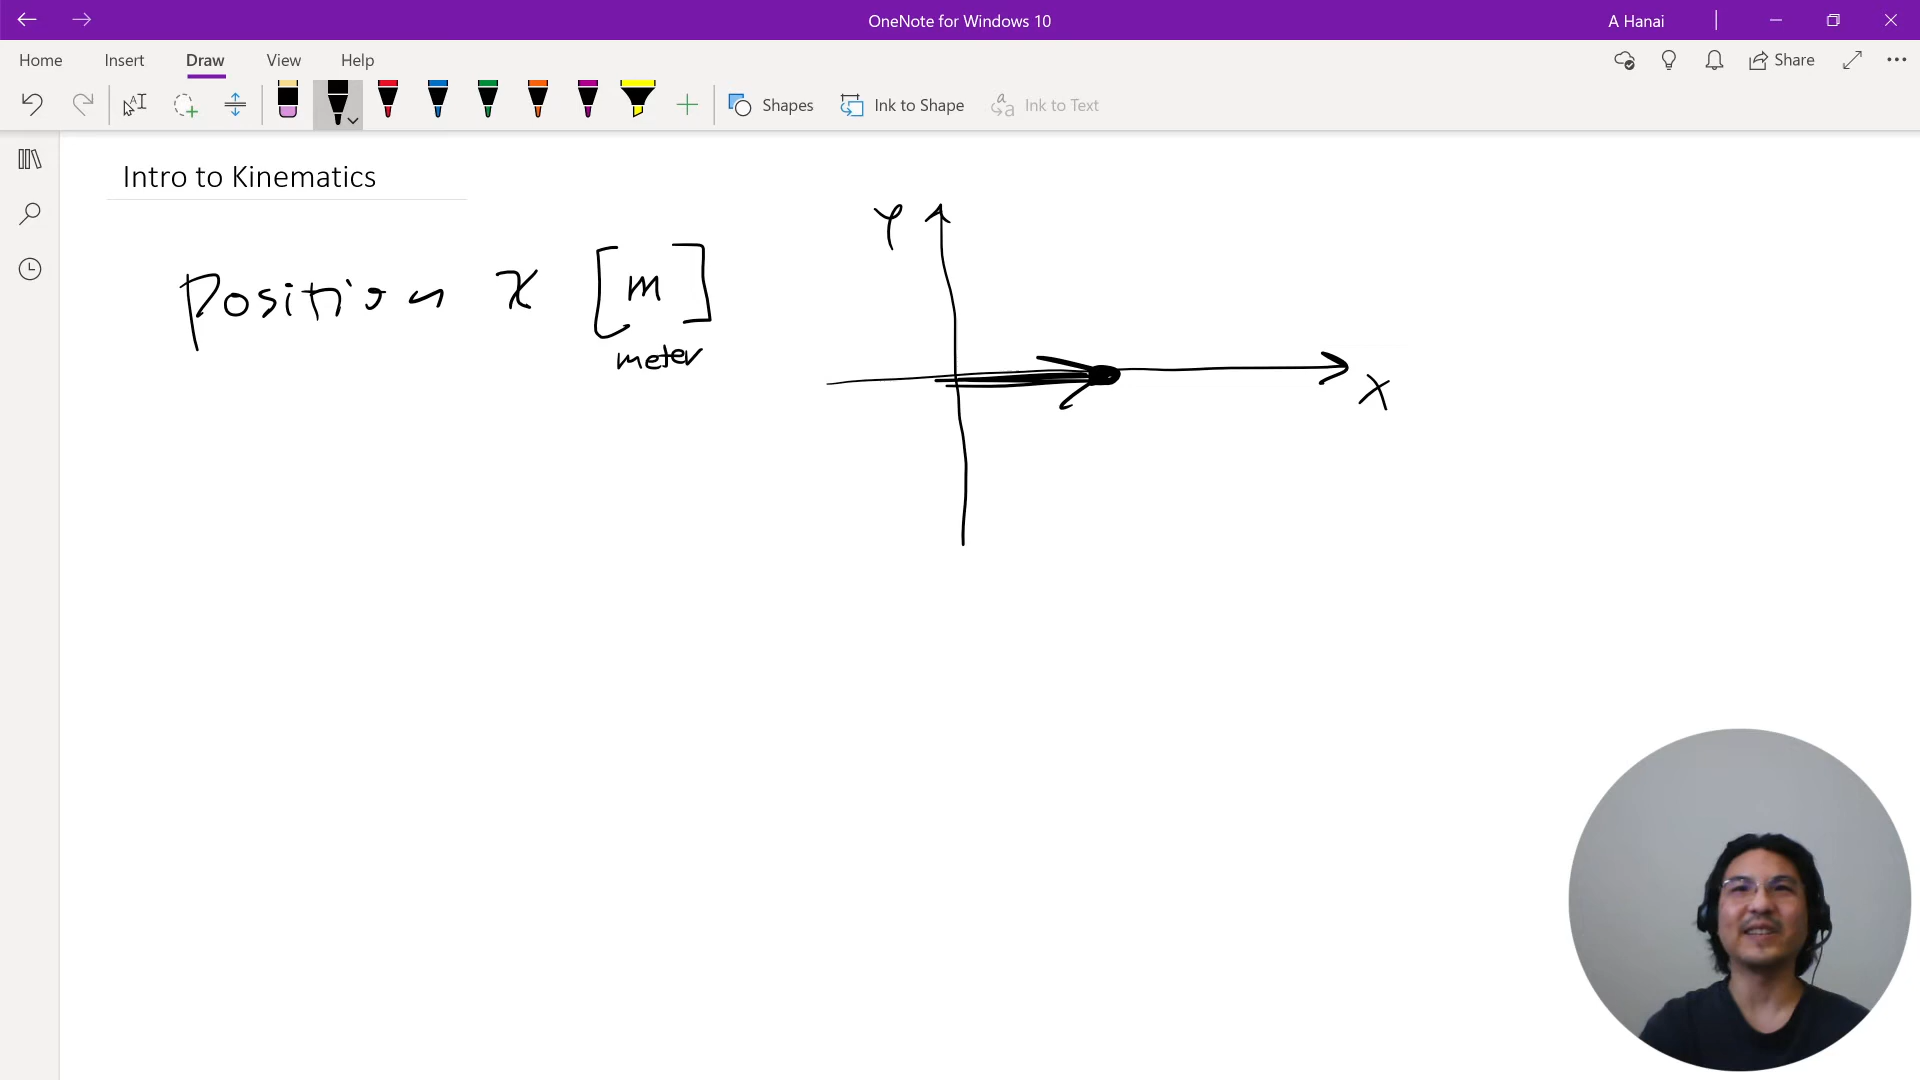 OneNote for Windows 10
A Hanai
Home Insert Draw View Help
Share
Shapes Ink to Shape Ink to Text
Intro to Kinematics
Position x [m]
meter
Y
X